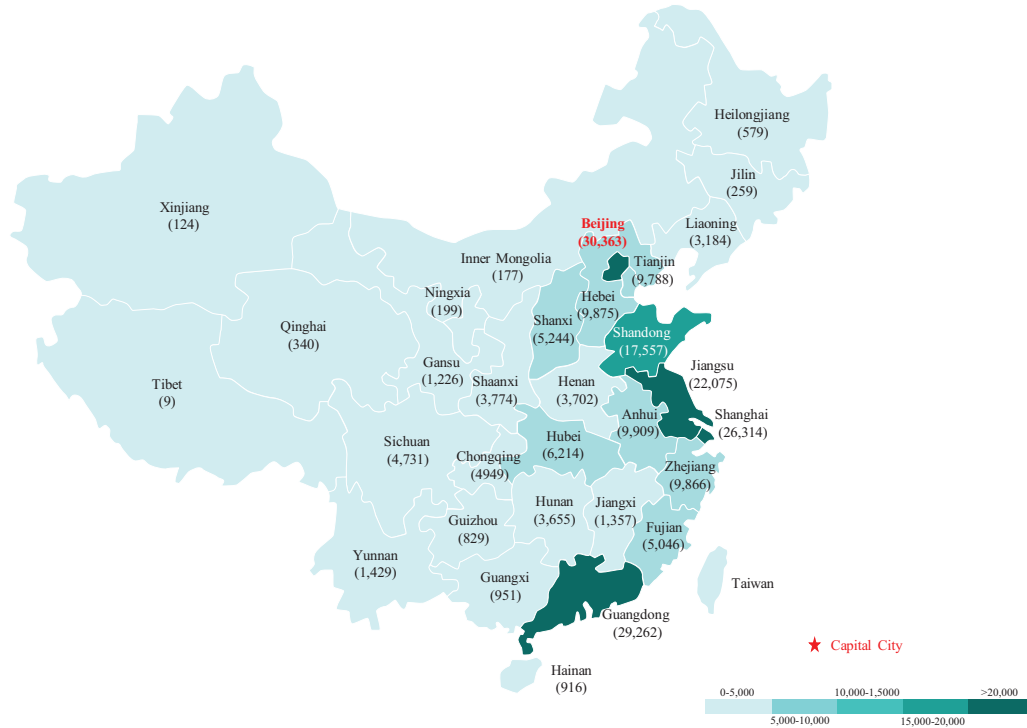 Heilongjiang
(579)
Jilin
(259)
Xinjiang
(124)
Liaoning
(3,184)
Beijing
(30,363)
Inner Mongolia
(177)
Tianjin
(9,788)
Ningxia
(199)
Hebei
(9,875)
Qinghai
(340)
Shanxi
(5,244)
Shandong
(17,557)
Gansu
(1,226)
Shaanxi
(3,774)
Henan
(3,702)
Jiangsu
(22,075)
Tibet
(9)
Anhui
(9,909)
Shanghai
(26,314)
Sichuan
(4,731)
Chongqing
(4949)
Hubei
(6,214)
Zhejiang
(9,866)
Hunan
(3,655)
Jiangxi
(1,357)
Guizhou
(829)
Fujian
(5,046)
Yunnan
(1,429)
Guangxi
(951)
Taiwan
Guangdong
(29,262)
Hainan
(916)
Capital City
0-5,000
5,000-10,000
10,000-1,5000
15,000-20,000
>20,000